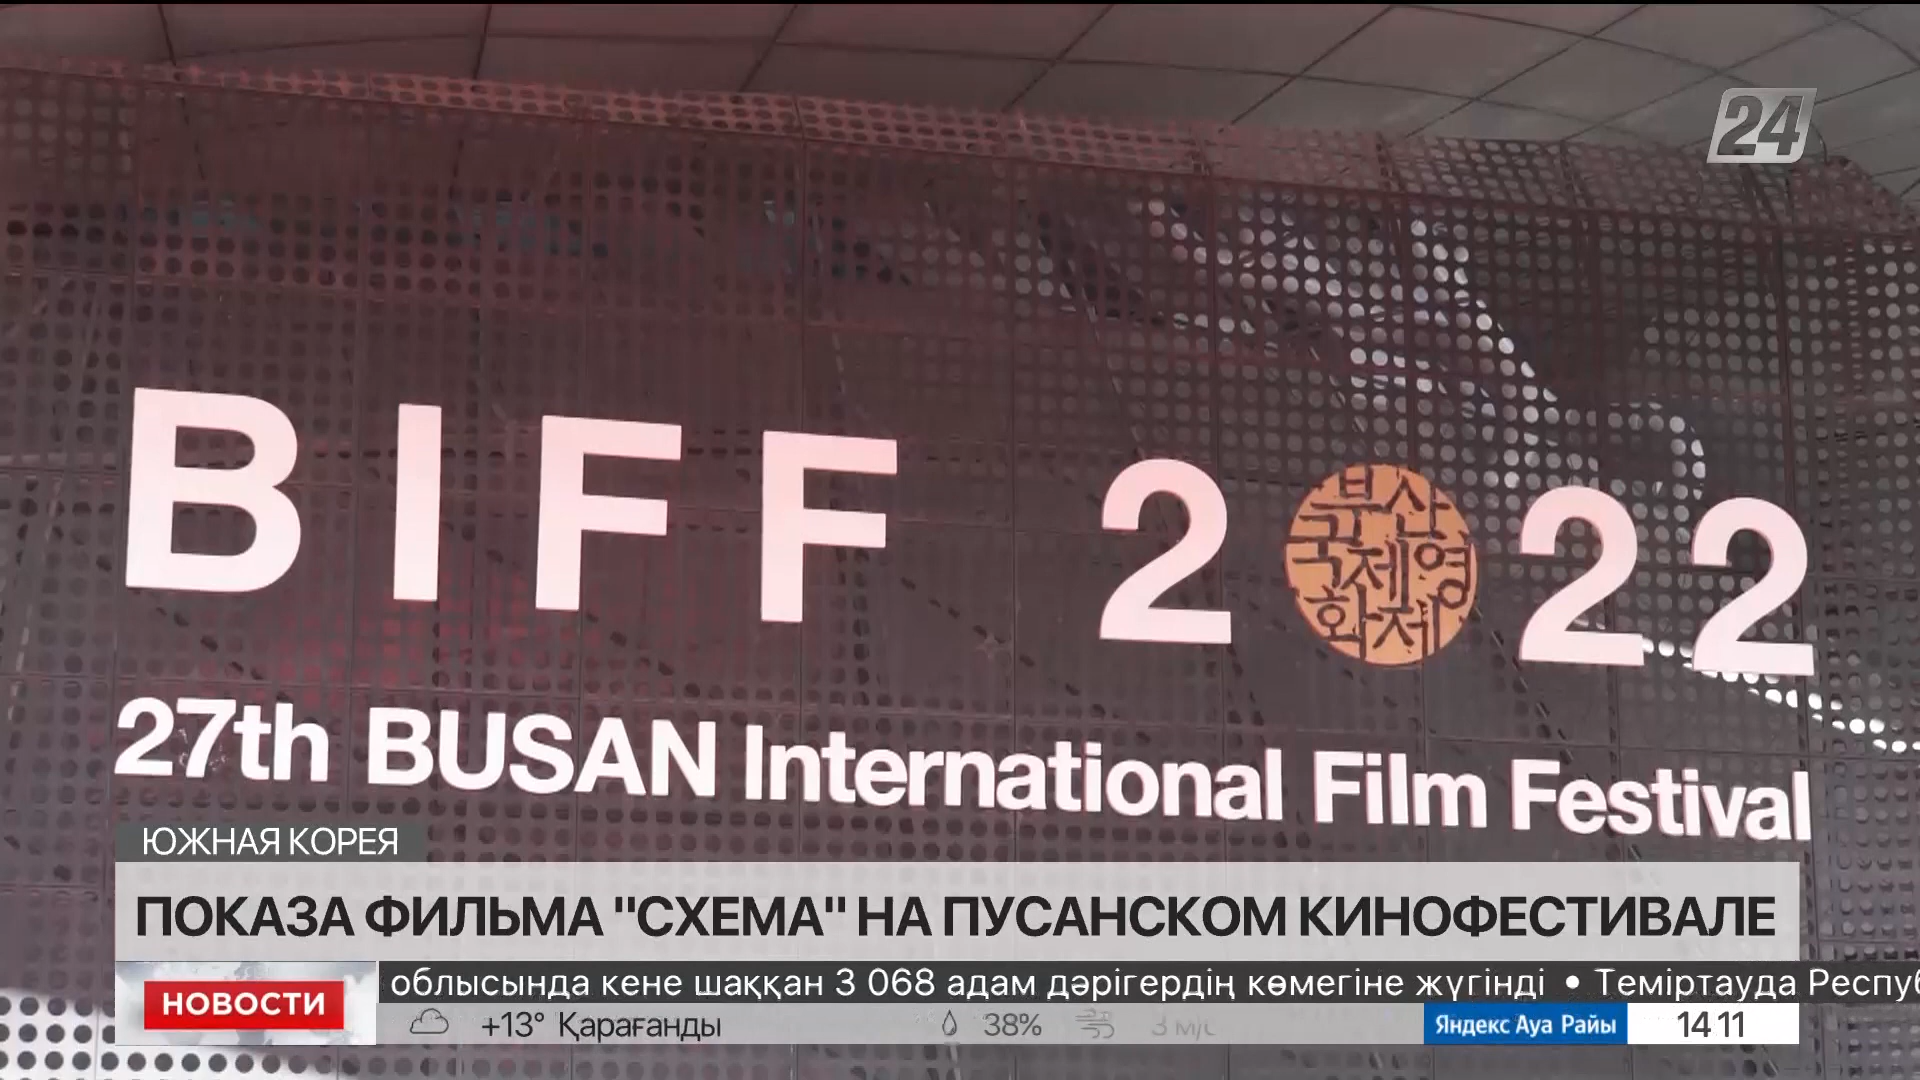 24
BIFF 2022
부산
국제영
화제
27th BUSAN International Film Festival
ЮЖНАЯ КОРЕЯ
ПОКАЗА ФИЛЬМА "СХЕМА" НА ПУСАНСКОМ КИНОФЕСТИВАЛЕ
НОВОСТИ
облысында кене шаққан 3 068 адам дәрігердің көмегіне жүгінді • Теміртауда Респу
+13° Қарағанды 38% 3 м/с Яндекс Ауа Райы 14 11